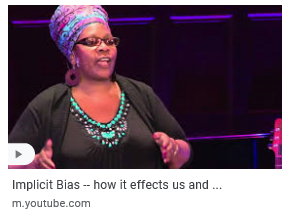 Implicit Bias -- how it effects us and ...
m.youtube.com